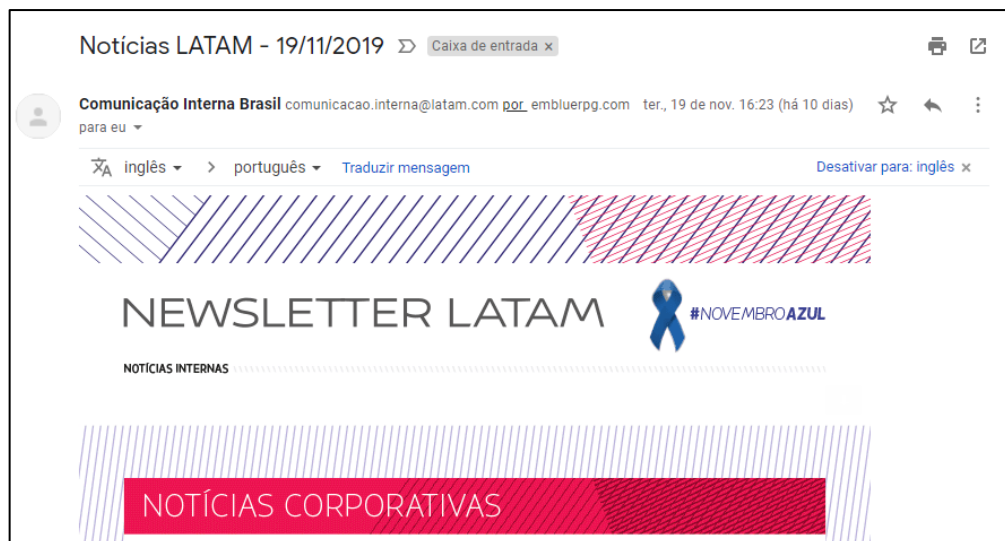 Notícias LATAM - 19/11/2019 Caixa de entrada x
Comunicação Interna Brasil comunicacao.interna@latam.com por embluerpg.com ter., 19 de nov. 16:23 (há 10 dias)
para eu
inglês > português Traduzir mensagem Desativar para: inglês x
NEWSLETTER LATAM #NOVEMBROAZUL
NOTÍCIAS INTERNAS
NOTÍCIAS CORPORATIVAS